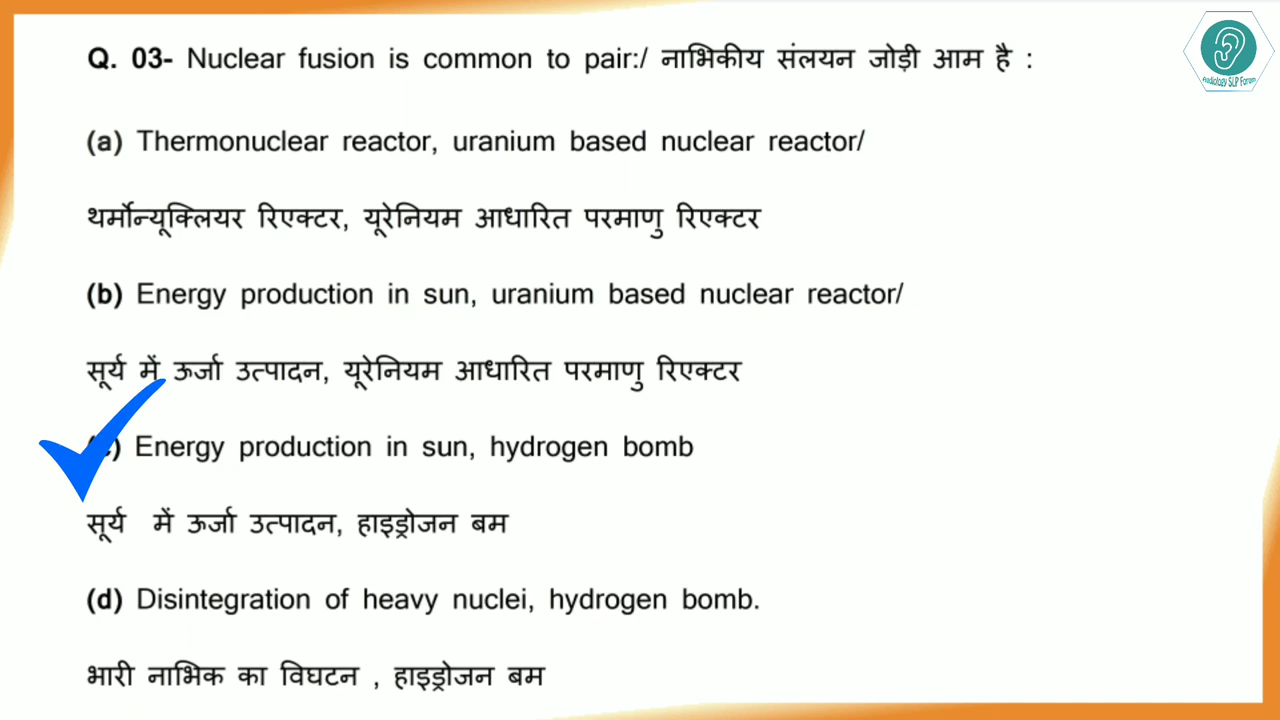 Q. 03- Nuclear fusion is common to pair:/ नाभिकीय संलयन जोड़ी आम है :
Audiology SLP Forum
(a) Thermonuclear reactor, uranium based nuclear reactor/
थर्मोन्यूक्लियर रिएक्टर, यूरेनियम आधारित परमाणु रिएक्टर
(b) Energy production in sun, uranium based nuclear reactor/
सूर्य में ऊर्जा उत्पादन, यूरेनियम आधारित परमाणु रिएक्टर
Energy production in sun, hydrogen bomb
सूर्य में ऊर्जा उत्पादन, हाइड्रोजन बम
(d) Disintegration of heavy nuclei, hydrogen bomb.
भारी नाभिक का विघटन , हाइड्रोजन बम